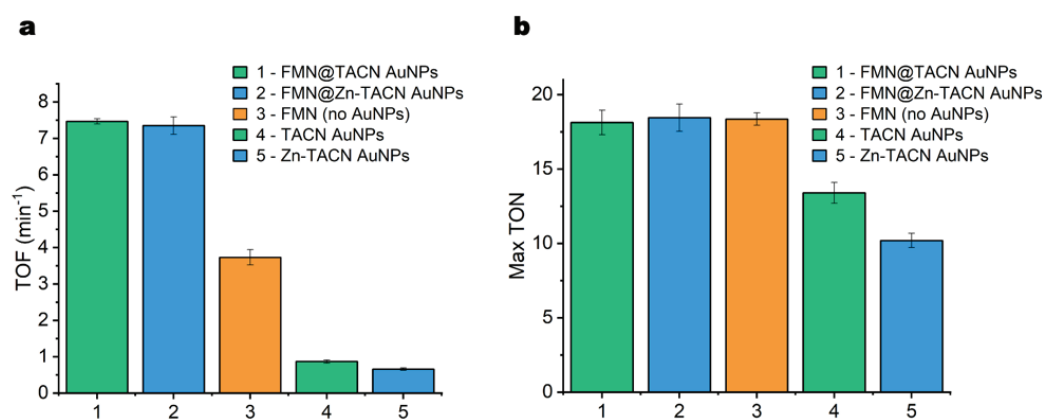 a
1 - FMN@TACN AuNPs
2 - FMN@Zn-TACN AuNPs
3 - FMN (no AuNPs)
4 - TACN AuNPs
5 - Zn-TACN AuNPs
TOF (min⁻¹)
8
7
6
5
4
3
2
1
0
1 2 3 4 5
b
1 - FMN@TACN AuNPs
2 - FMN@Zn-TACN AuNPs
3 - FMN (no AuNPs)
4 - TACN AuNPs
5 - Zn-TACN AuNPs
Max TON
20
15
10
5
0
1 2 3 4 5